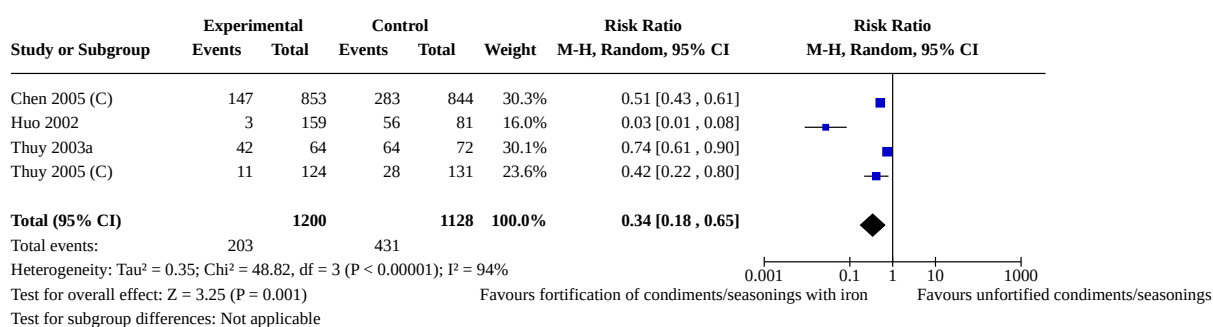 Experimental Control Risk Ratio Risk Ratio
Study or Subgroup Events Total Events Total Weight M-H, Random, 95% CI M-H, Random, 95% CI
Chen 2005 (C) 147 853 283 844 30.3% 0.51 [0.43 , 0.61]
Huo 2002 3 159 56 81 16.0% 0.03 [0.01 , 0.08]
Thuy 2003a 42 64 64 72 30.1% 0.74 [0.61 , 0.90]
Thuy 2005 (C) 11 124 28 131 23.6% 0.42 [0.22 , 0.80]
Total (95% CI) 1200 1128 100.0% 0.34 [0.18 , 0.65]
Total events: 203 431
Heterogeneity: Tau² = 0.35; Chi² = 48.82, df = 3 (P < 0.00001); I² = 94%
0.001 0.1 1 10 1000
Test for overall effect: Z = 3.25 (P = 0.001) Favours fortification of condiments/seasonings with iron Favours unfortified condiments/seasonings
Test for subgroup differences: Not applicable